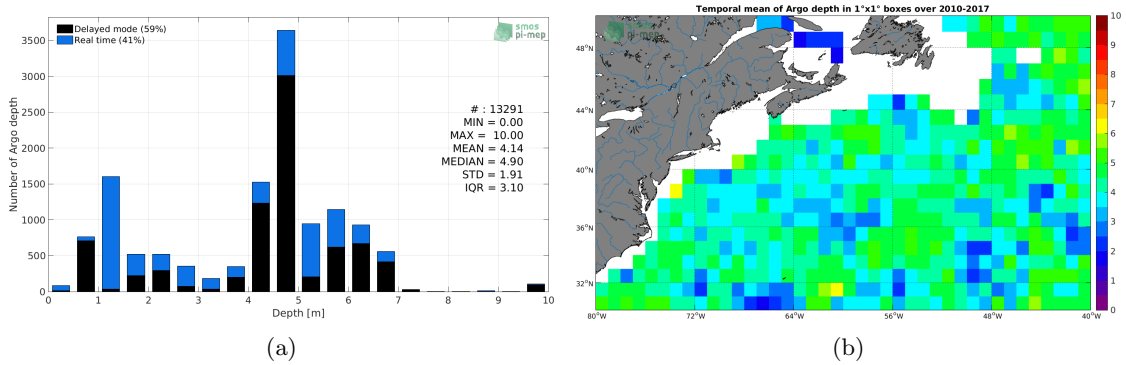 Delayed mode (59%)
Real time (41%)
smos
pi-mep
# : 13291
MIN = 0.00
MAX = 10.00
MEAN = 4.14
MEDIAN = 4.90
STD = 1.91
IQR = 3.10
Number of Argo depth
3500
3000
2500
2000
1500
1000
500
0
0 1 2 3 4 5 6 7 8 9 10
Depth [m]
(a)
Temporal mean of Argo depth in 1°x1° boxes over 2010-2017
smos
pi-mep
48°N
44°N
40°N
36°N
32°N
80°W 72°W 64°W 56°W 48°W 40°W
10
9
8
7
6
5
4
3
2
1
0
(b)